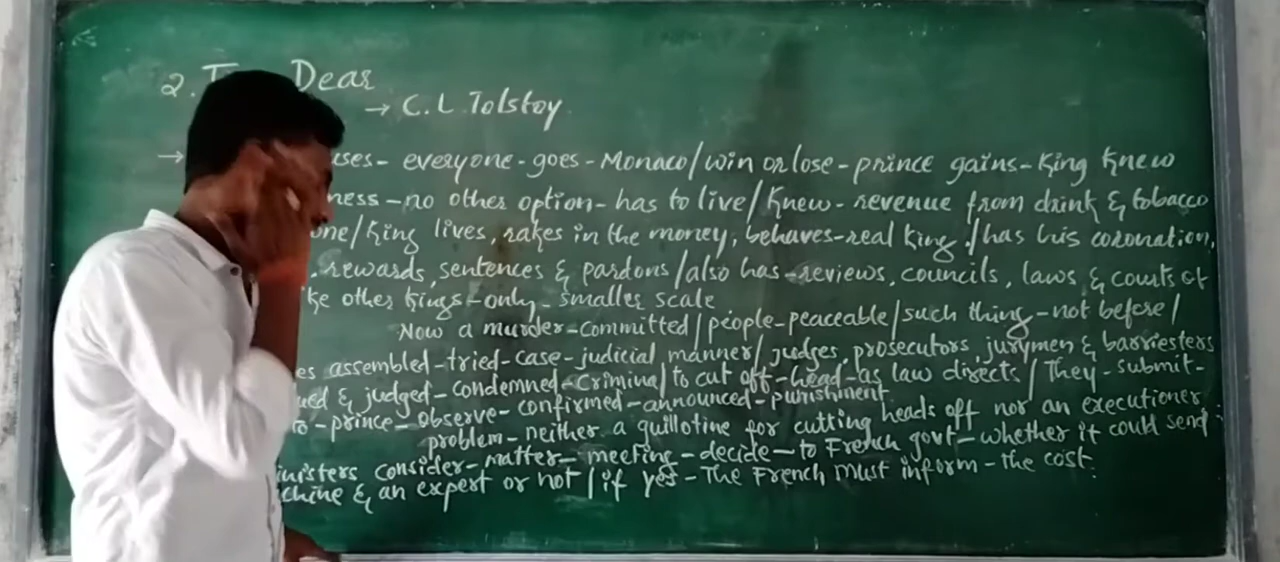 2. Dear
→ C.L Tolstoy
→ uses - everyone - goes - Monaco/win or lose - prince gains - King knew
ness - no other option - has to live/knew - revenue from drink & tobacco
one/King lives, rakes in the money, behaves - real king./has his coronation,
. rewards, sentences & pardons/also has - reviews, councils, laws & courts of
ke other kings - only - smaller scale
Now a murder - committed/people - peaceable/such thing - not before/
es assembled - tried - case - judicial manner/judges, prosecutors, jurymen & barriesters
ued & judged - condemned - criminal to cut off - head - as law directs/They - submit -
to - prince - observe - confirmed - announced - punishment
problem - neither a guillotine for cutting heads off nor an executioner
inisters consider - matter - meeting - decide - to French govt - whether it could send
chine & an expert or not/if yes - The French must inform - the cost.